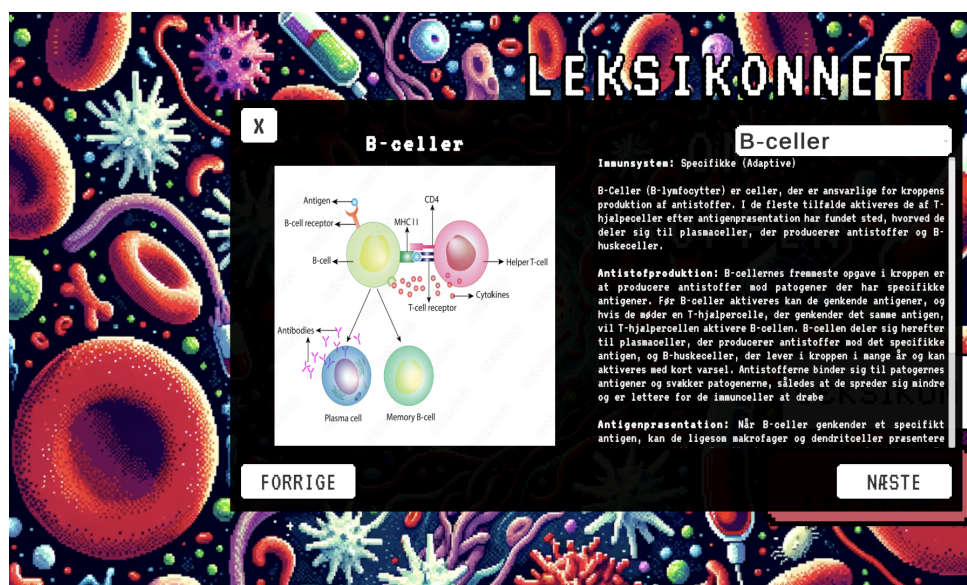 LEKSIKONNET
X
B-celler
B-celler
Antigen
CD4
B-cell receptor
MHC II
B-cell
Helper T-cell
Cytokines
T-cell receptor
Antibodies
Plasma cell
Memory B-cell
Immunsystem: Specifikke (Adaptive)
B-Celler (B-lymfocytter) er celler, der er ansvarlige for kroppens
produktion af antistoffer. I de fleste tilfælde aktiveres de af T-
hjælpeceller efter antigenpræsentation har fundet sted, hvorved de
deler sig til plasmaceller, der producerer antistoffer og B-
huskeceller.
Antistofproduktion: B-cellernes fremmeste opgave i kroppen er
at producere antistoffer mod patogener der har specifikke
antigener. Før B-celler aktiveres kan de genkende antigener, og
hvis de møder en T-hjælpercelle, der genkender det samme antigen,
vil T-hjælpercellen aktivere B-cellen. B-cellen deler sig herefter
til plasmaceller, der producerer antistoffer mod det specifikke
antigen, og B-huskeceller, der lever i kroppen i mange år og kan
aktiveres med kort varsel. Antistofferne binder sig til patogernes
antigener og svækker patogenerne, således at de spreder sig mindre
og er lettere for de immunceller at dræbe
Antigenpræsentation: Når B-celler genkender et specifikt
antigen, kan de ligesom makrofager og dendritceller præsentere
FORRIGE
NÆSTE